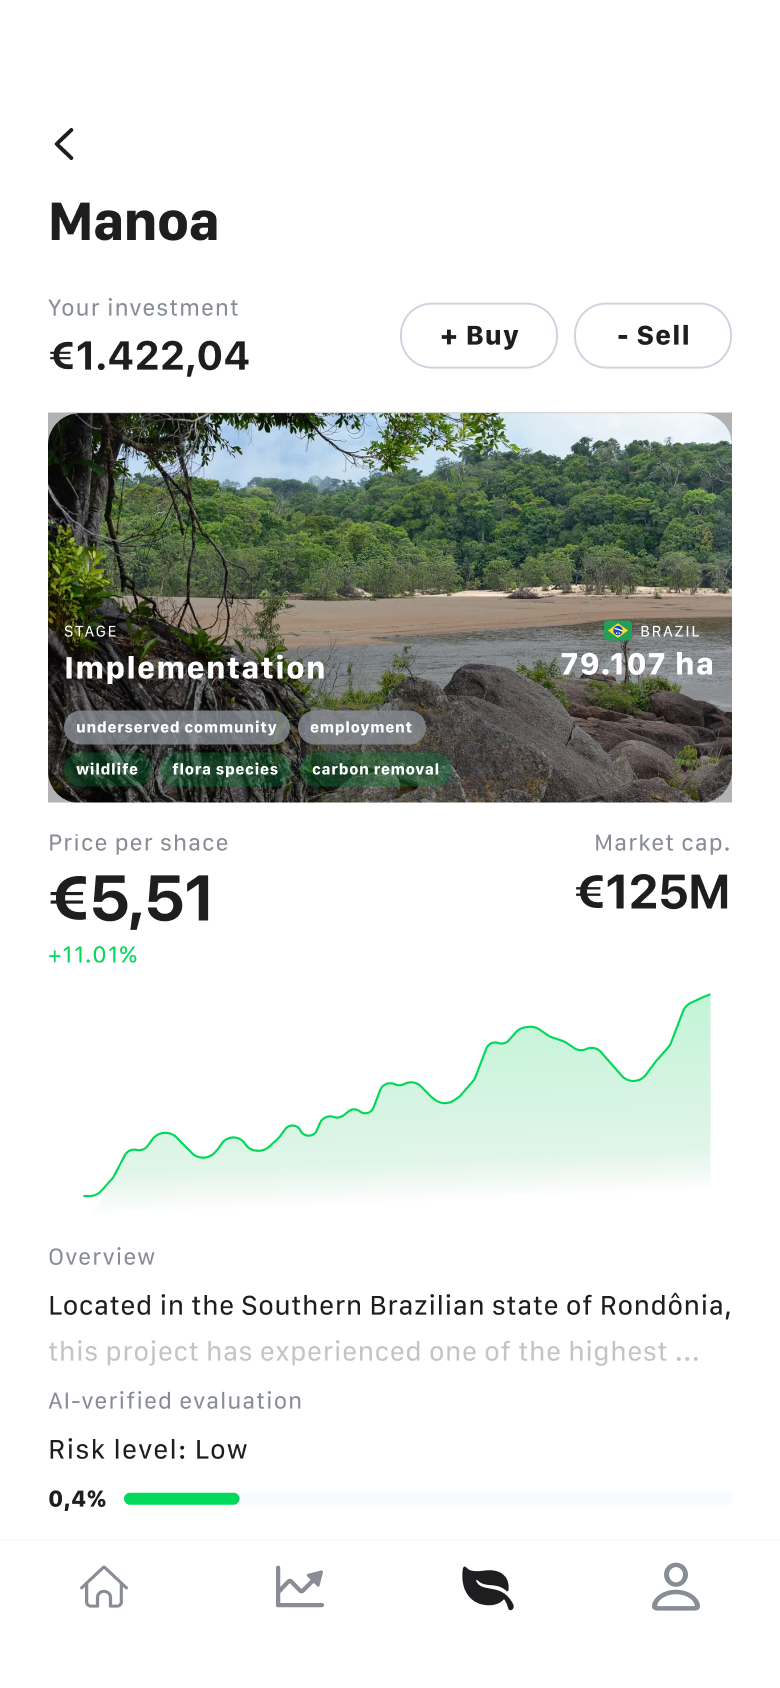 Manoa
Your investment
€1.422,04
+ Buy
- Sell
STAGE
BRAZIL
Implementation
79.107 ha
underserved community
employment
wildlife
flora species
carbon removal
Price per shace
Market cap.
€5,51
€125M
+11.01%
Overview
Located in the Southern Brazilian state of Rondônia,
this project has experienced one of the highest ...
AI-verified evaluation
Risk level: Low
0,4%